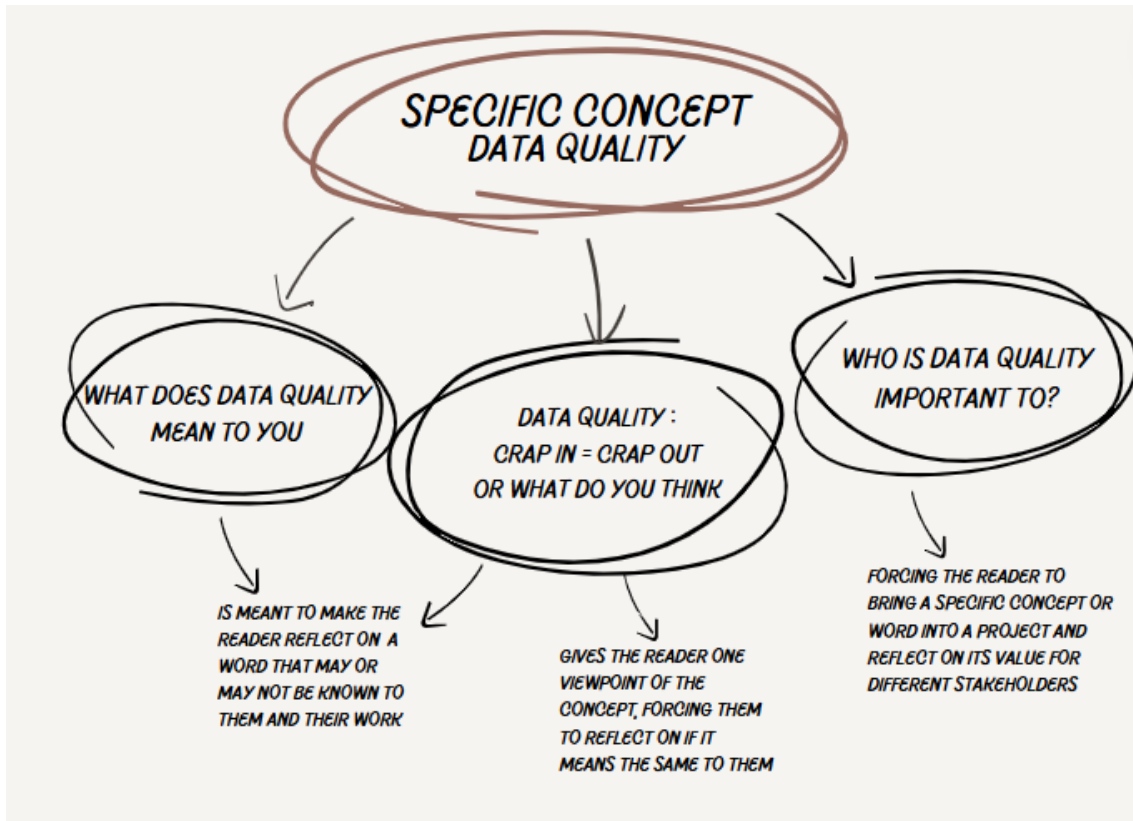 SPECIFIC CONCEPT
DATA QUALITY
WHAT DOES DATA QUALITY
MEAN TO YOU
DATA QUALITY :
CRAP IN = CRAP OUT
OR WHAT DO YOU THINK
WHO IS DATA QUALITY
IMPORTANT TO?
IS MEANT TO MAKE THE
READER REFLECT ON A
WORD THAT MAY OR
MAY NOT BE KNOWN TO
THEM AND THEIR WORK
GIVES THE READER ONE
VIEWPOINT OF THE
CONCEPT, FORCING THEM
TO REFLECT ON IF IT
MEANS THE SAME TO THEM
FORCING THE READER TO
BRING A SPECIFIC CONCEPT OR
WORD INTO A PROJECT AND
REFLECT ON ITS VALUE FOR
DIFFERENT STAKEHOLDERS